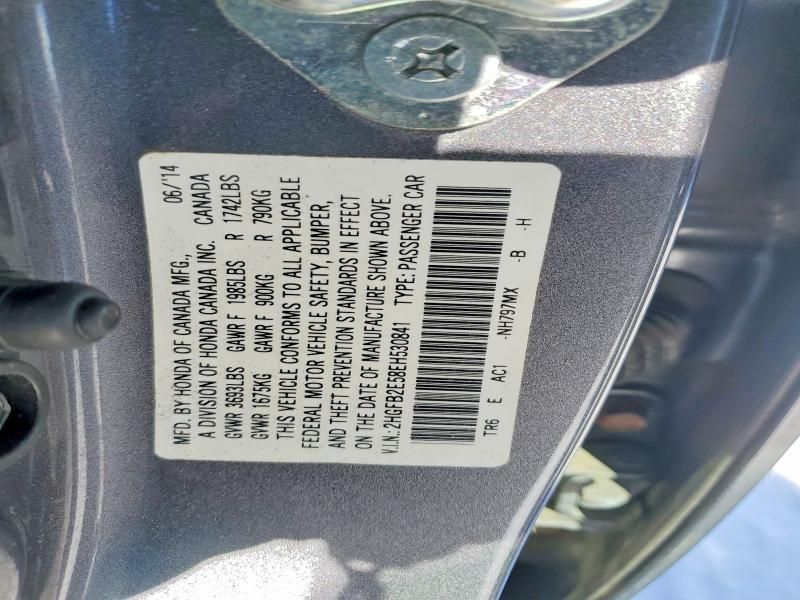 MFD. BY HONDA OF CANADA MFG., 06/'14
A DIVISION OF HONDA CANADA INC. CANADA
GVWR 3693LBS GAWR F 1985LBS R 1742LBS
GVWR 1675KG GAWR F 900KG R 790KG
THIS VEHICLE CONFORMS TO ALL APPLICABLE
FEDERAL MOTOR VEHICLE SAFETY, BUMPER,
AND THEFT PREVENTION STANDARDS IN EFFECT
ON THE DATE OF MANUFACTURE SHOWN ABOVE.
V.I.N.: 2HGFB2E58EH530841 TYPE: PASSENGER CAR
TR6 E AC1 -NH797MX -B -H